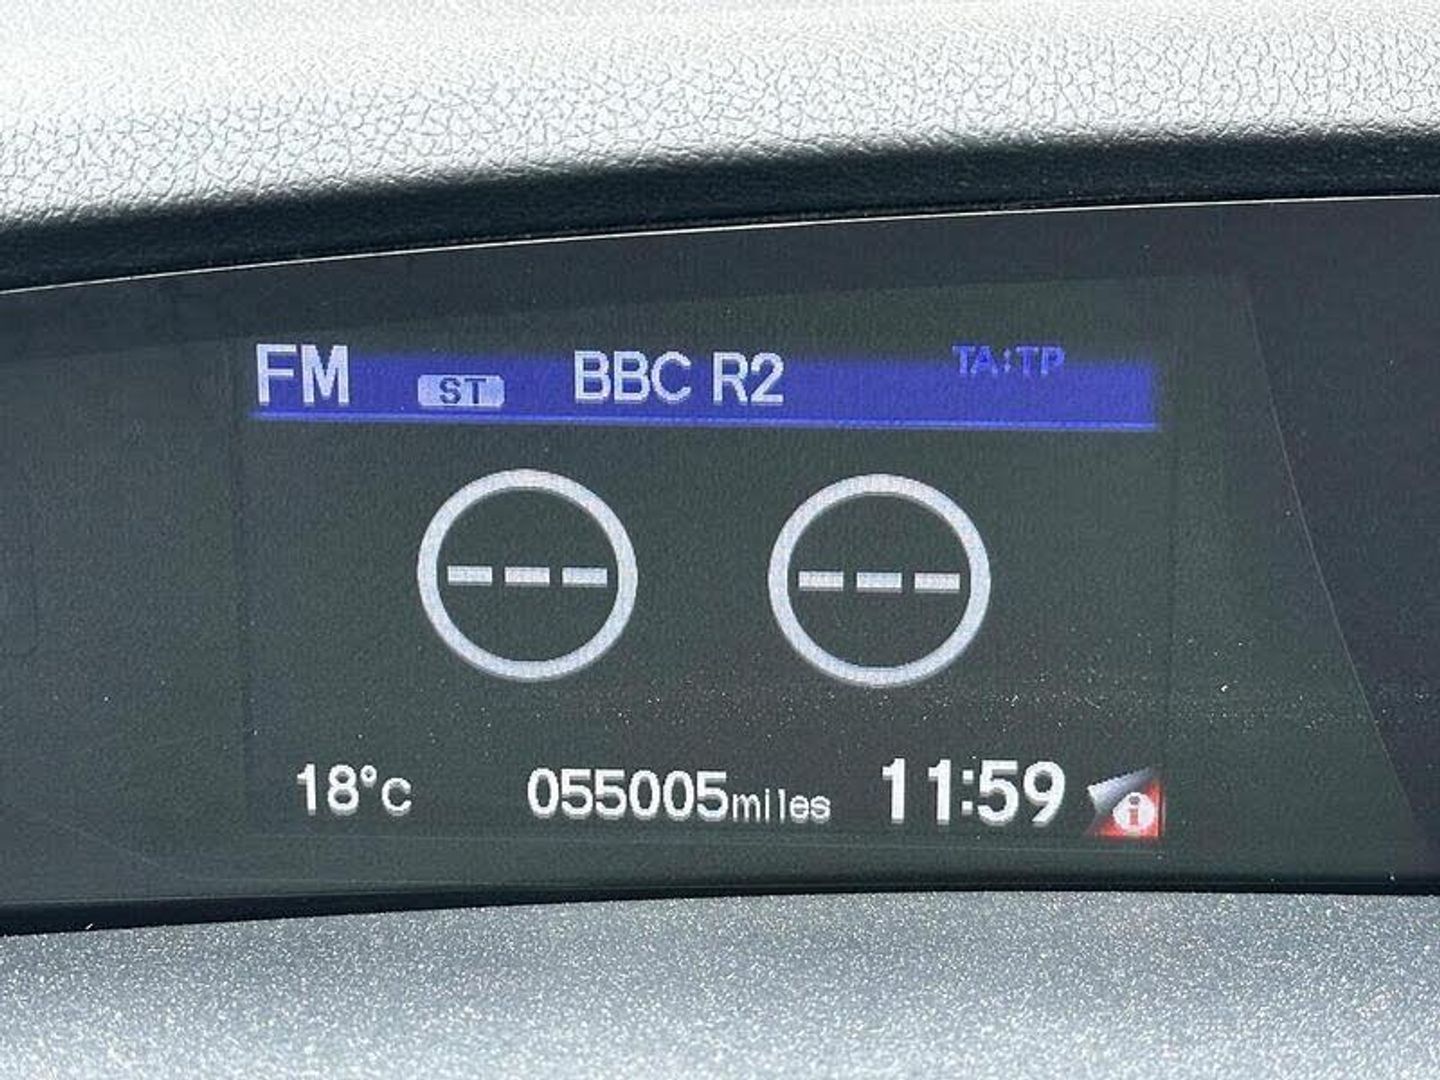 FM ST BBC R2 TA:TP
--- ---
18°C 055005miles 11:59 i